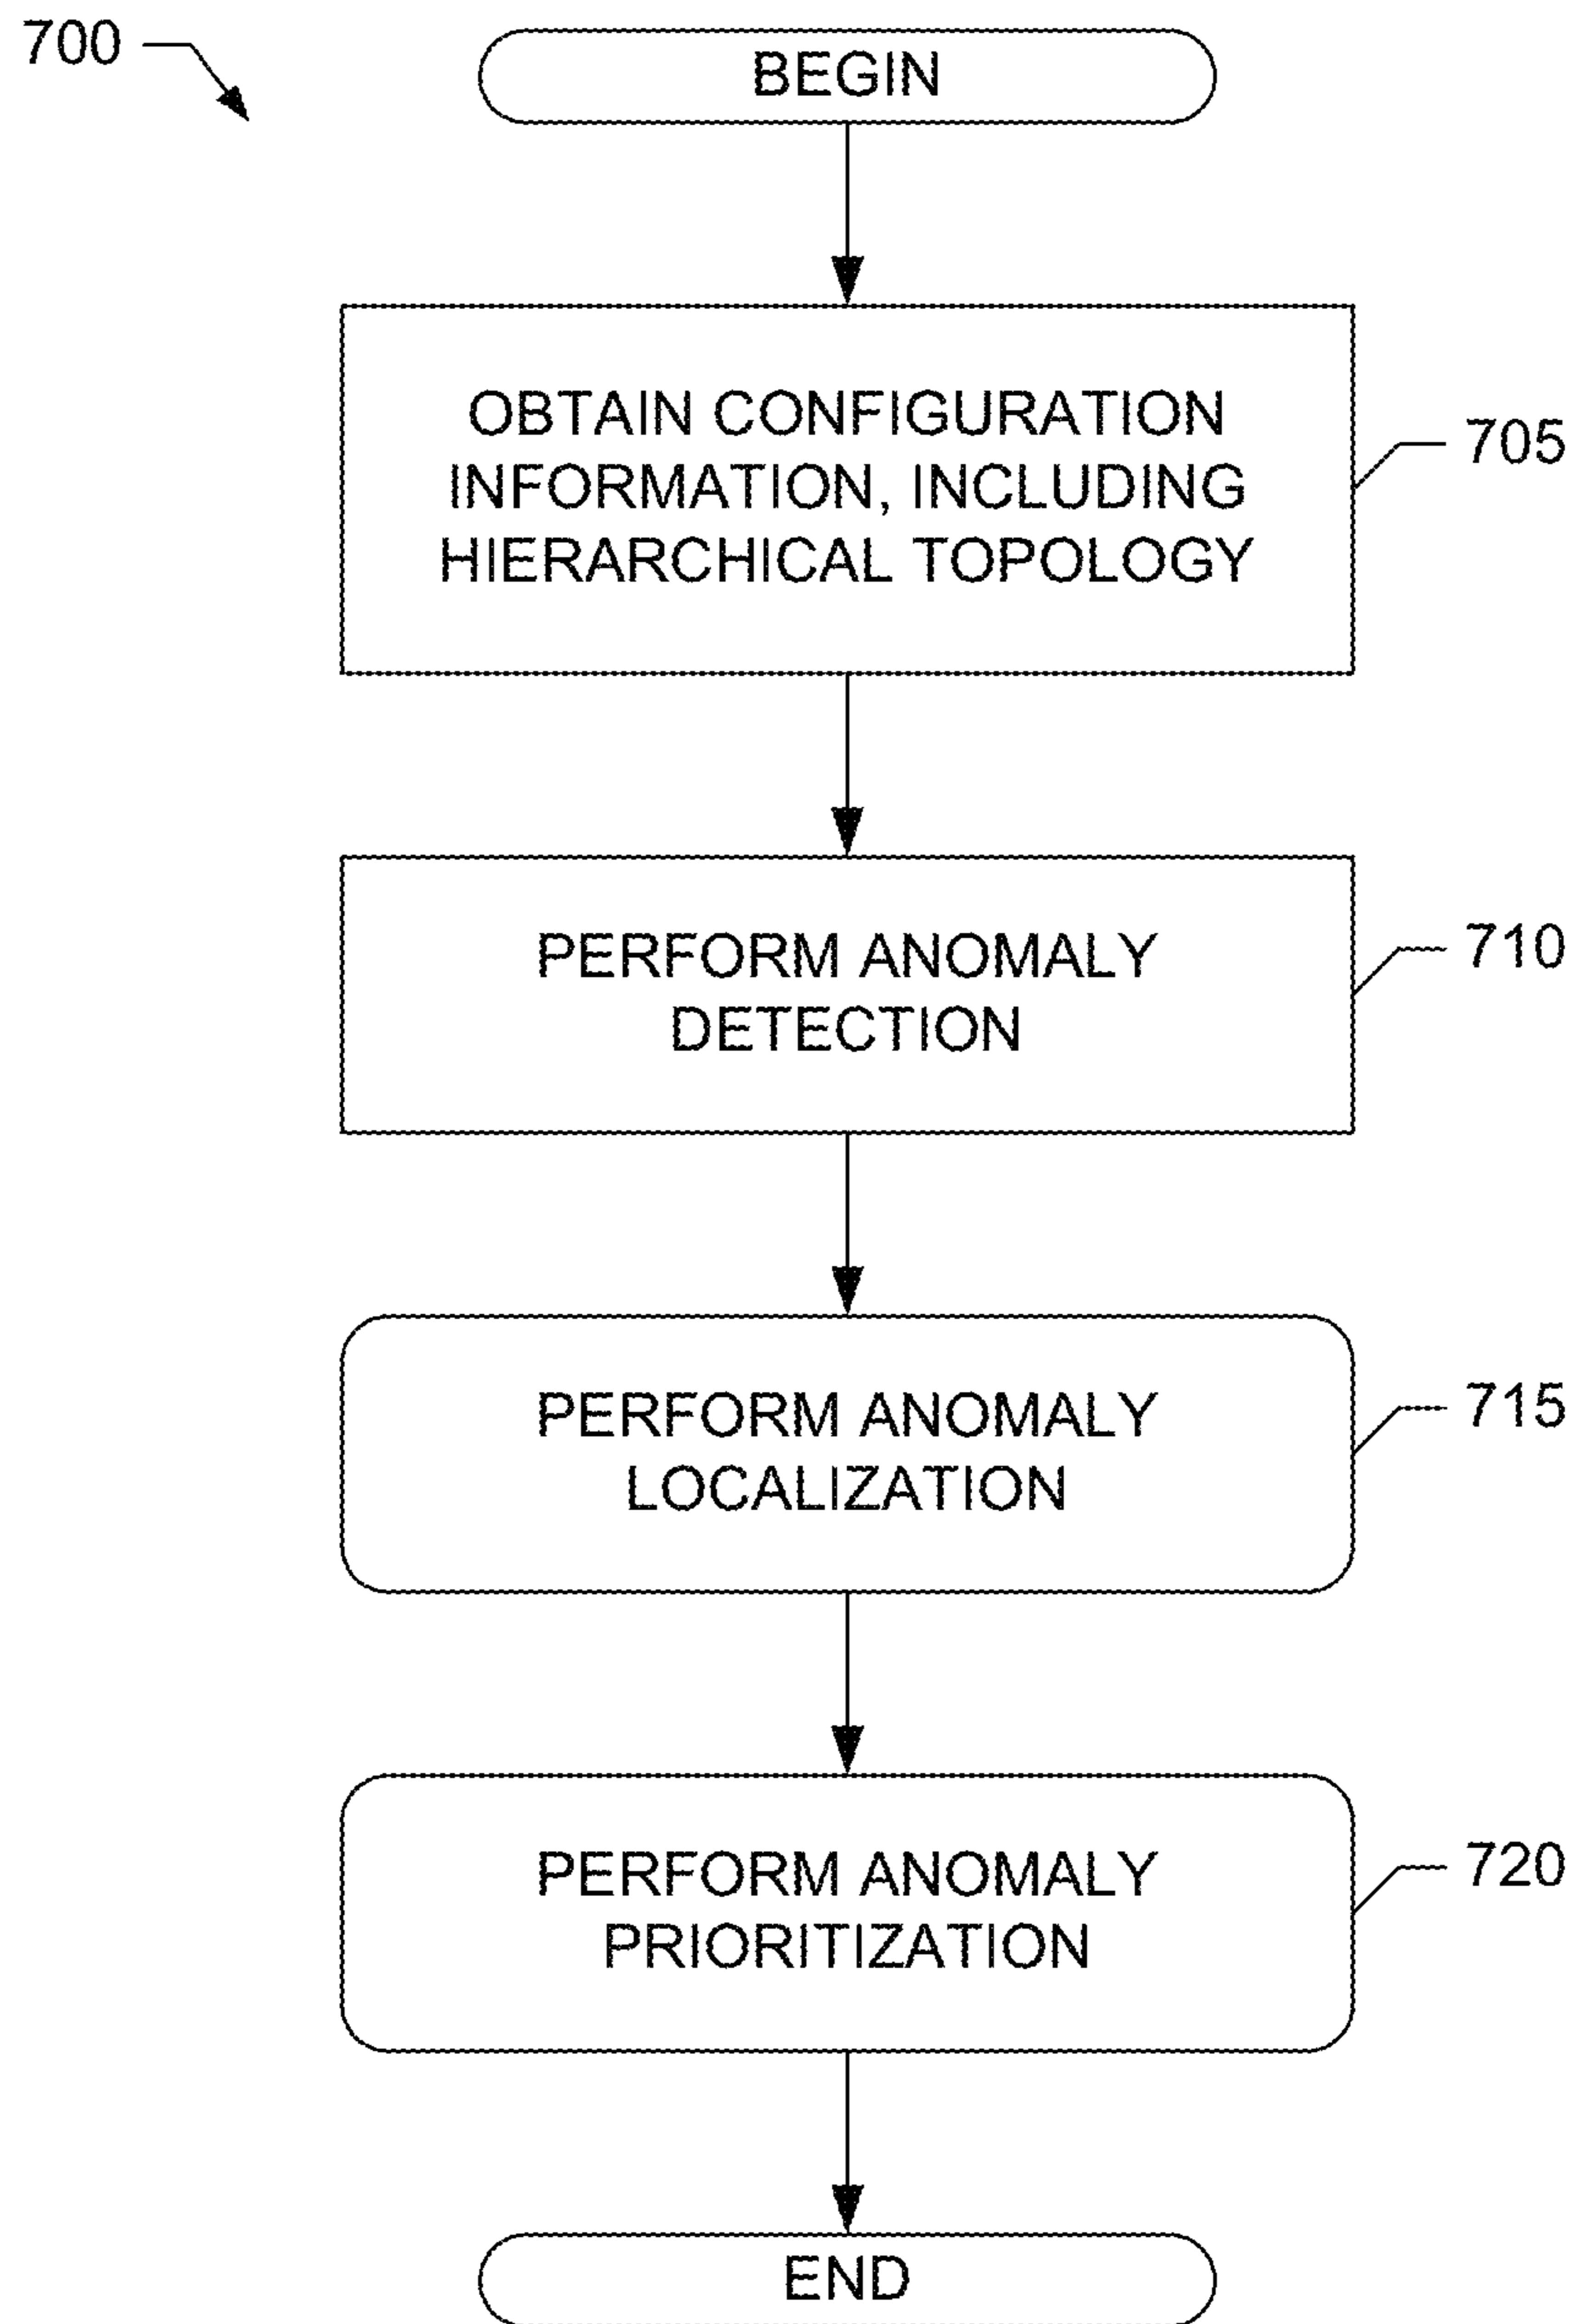 700
BEGIN
OBTAIN CONFIGURATION
INFORMATION, INCLUDING
HIERARCHICAL TOPOLOGY
705
PERFORM ANOMALY
DETECTION
710
PERFORM ANOMALY
LOCALIZATION
715
PERFORM ANOMALY
PRIORITIZATION
720
END